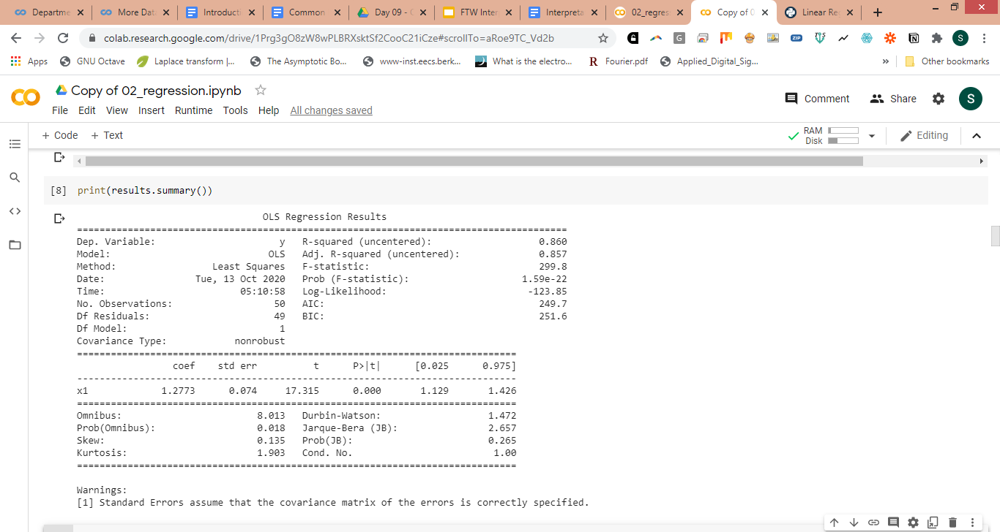 Departme
More Dat
Introducti
Common
Day 09 -
FTW Inter
Interpreta
02_regres
Copy of 0
Linear Re
colab.research.google.com/drive/1Prg3gO8zW8wPLBRXsktSf2CooC21iCze#scrollTo=aRoe9TC_Vd2b
G
ZIP
S
Apps
GNU Octave
Laplace transform |...
The Asymptotic Bo...
www-inst.eecs.berk...
What is the electro...
R Fourier.pdf
Applied_Digital_Sig...
»
Other bookmarks
Copy of 02_regression.ipynb
Comment
Share
S
File Edit View Insert Runtime Tools Help All changes saved
+ Code + Text
RAM
Disk
Editing
[8] print(results.summary())
OLS Regression Results
==============================================================================
Dep. Variable: y R-squared (uncentered): 0.860
Model: OLS Adj. R-squared (uncentered): 0.857
Method: Least Squares F-statistic: 299.8
Date: Tue, 13 Oct 2020 Prob (F-statistic): 1.59e-22
Time: 05:10:58 Log-Likelihood: -123.85
No. Observations: 50 AIC: 249.7
Df Residuals: 49 BIC: 251.6
Df Model: 1
Covariance Type: nonrobust
==============================================================================
coef std err t P>|t| [0.025 0.975]
------------------------------------------------------------------------------
x1 1.2773 0.074 17.315 0.000 1.129 1.426
==============================================================================
Omnibus: 8.013 Durbin-Watson: 1.472
Prob(Omnibus): 0.018 Jarque-Bera (JB): 2.657
Skew: 0.135 Prob(JB): 0.265
Kurtosis: 1.903 Cond. No. 1.00
==============================================================================
Warnings:
[1] Standard Errors assume that the covariance matrix of the errors is correctly specified.